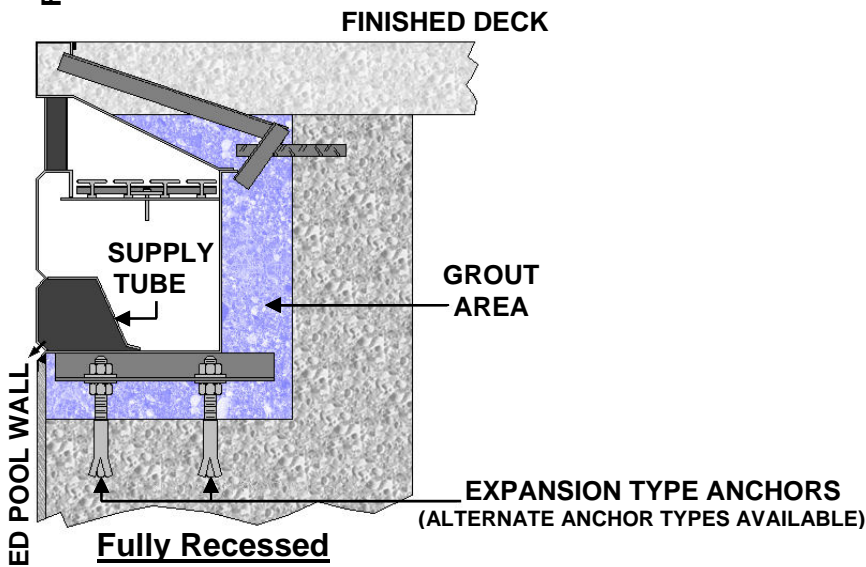 FINISHED DECK
SUPPLY
TUBE
GROUT
AREA
ED POOL WALL
EXPANSION TYPE ANCHORS
(ALTERNATE ANCHOR TYPES AVAILABLE)
Fully Recessed